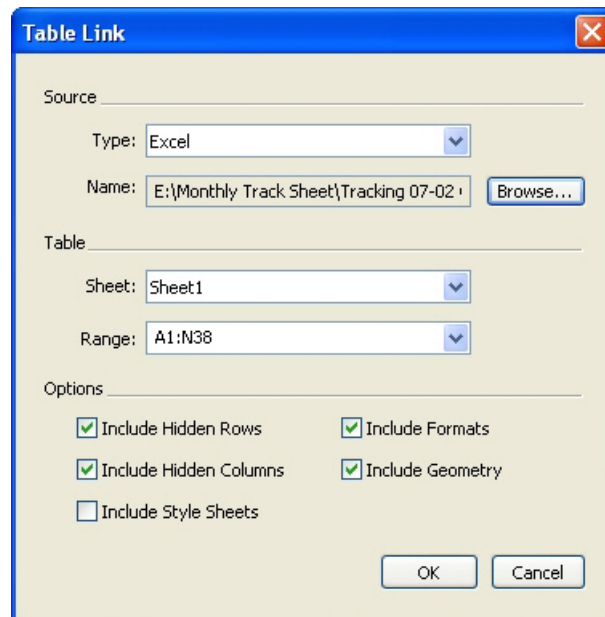 Table Link
Source
Type: Excel
Name: E:\Monthly Track Sheet\Tracking 07-02 Browse...
Table
Sheet: Sheet1
Range: A1:N38
Options
Include Hidden Rows Include Formats
Include Hidden Columns Include Geometry
Include Style Sheets
OK Cancel